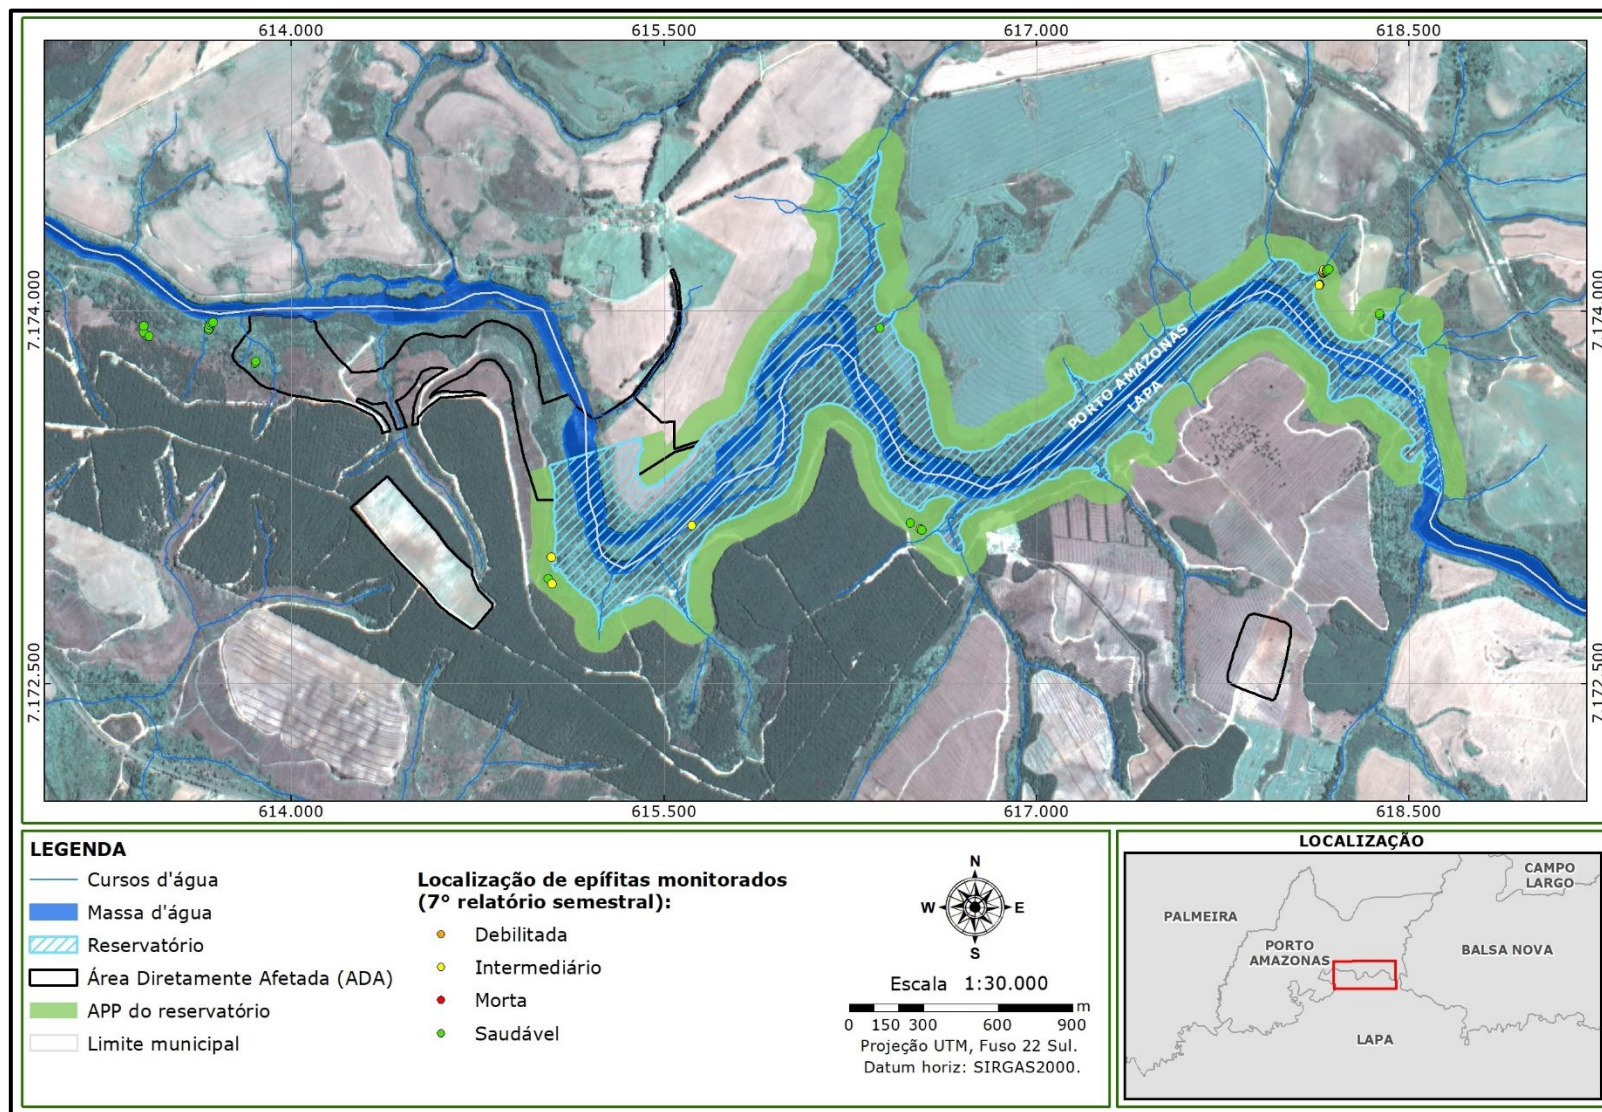 614.000
615.500
617.000
618.500
7.174.000
7.174.000
PORTO AMAZONAS
LAPA
7.172.500
7.172.500
614.000
615.500
617.000
618.500
LEGENDA
Cursos d'água
Massa d'água
Reservatório
Área Diretamente Afetada (ADA)
APP do reservatório
Limite municipal
Localização de epífitas monitorados
(7° relatório semestral):
Debilitada
Intermediário
Morta
Saudável
N
W
E
S
Escala 1:30.000
m
0 150 300 600 900
Projeção UTM, Fuso 22 Sul.
Datum horiz: SIRGAS2000.
LOCALIZAÇÃO
CAMPO
LARGO
PALMEIRA
PORTO
AMAZONAS
BALSA NOVA
LAPA